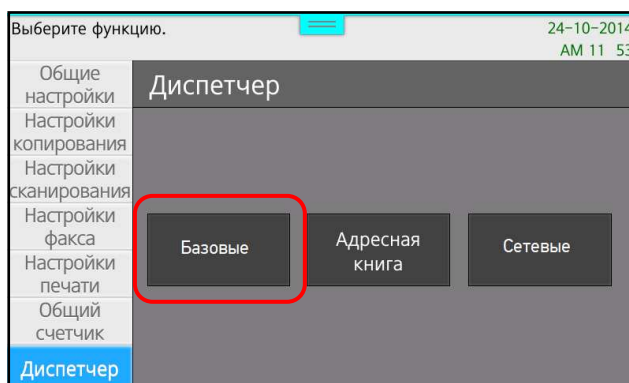 Выберите функцию.
24-10-2014
AM 11 53
Общие
настройки
Настройки
копирования
Настройки
сканирования
Настройки
факса
Настройки
печати
Общий
счетчик
Диспетчер
Диспетчер
Базовые
Адресная
книга
Сетевые